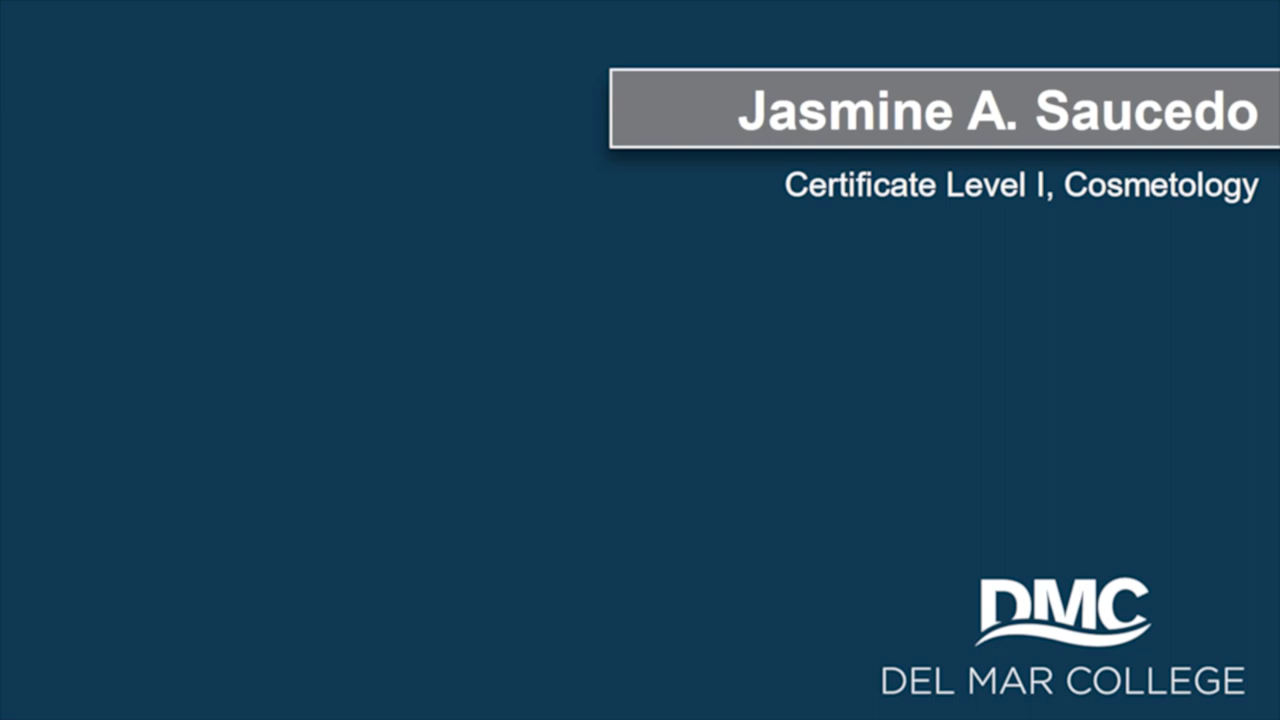 Jasmine A. Saucedo
Certificate Level I, Cosmetology
DMC
DEL MAR COLLEGE